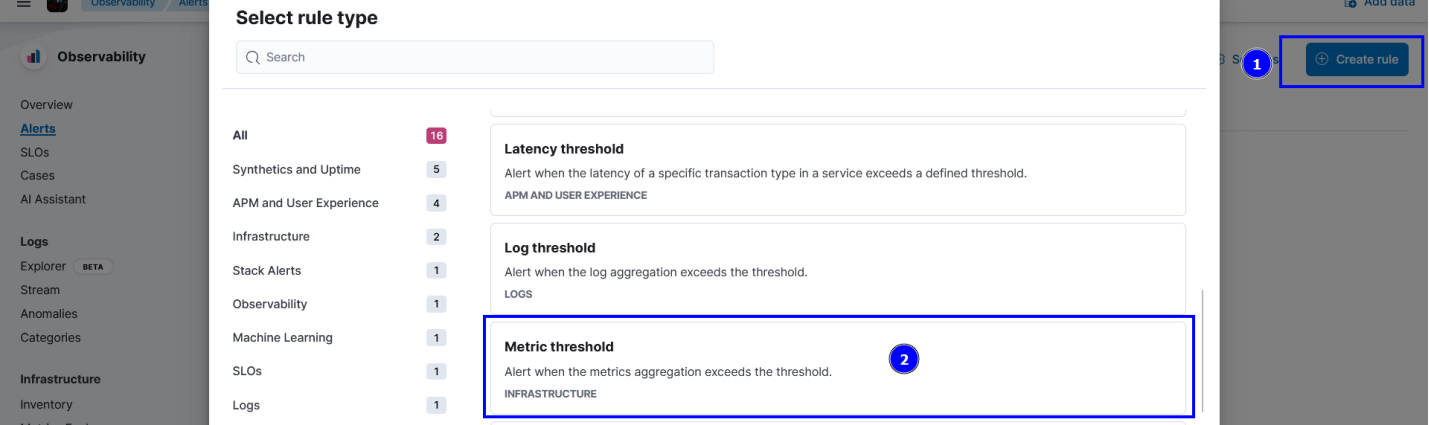 Observability Alerts
Add data
Select rule type
Search
Observability
1
Create rule
Overview
Alerts
SLOs
Cases
AI Assistant
Logs
Explorer BETA
Stream
Anomalies
Categories
Infrastructure
Inventory
All 16
Synthetics and Uptime 5
APM and User Experience 4
Infrastructure 2
Stack Alerts 1
Observability 1
Machine Learning 1
SLOs 1
Logs 1
Latency threshold
Alert when the latency of a specific transaction type in a service exceeds a defined threshold.
APM AND USER EXPERIENCE
Log threshold
Alert when the log aggregation exceeds the threshold.
LOGS
Metric threshold
2
Alert when the metrics aggregation exceeds the threshold.
INFRASTRUCTURE